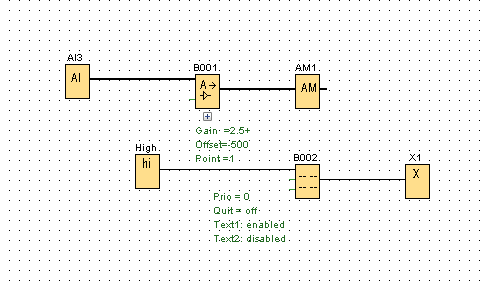 AI3
AI
B001.
A→
AM1.
AM
Gain =2.5+
Offset=-500
Point =1
High
hi
B002
X1
X
Prio = 0
Quit = off
Text1: enabled
Text2: disabled